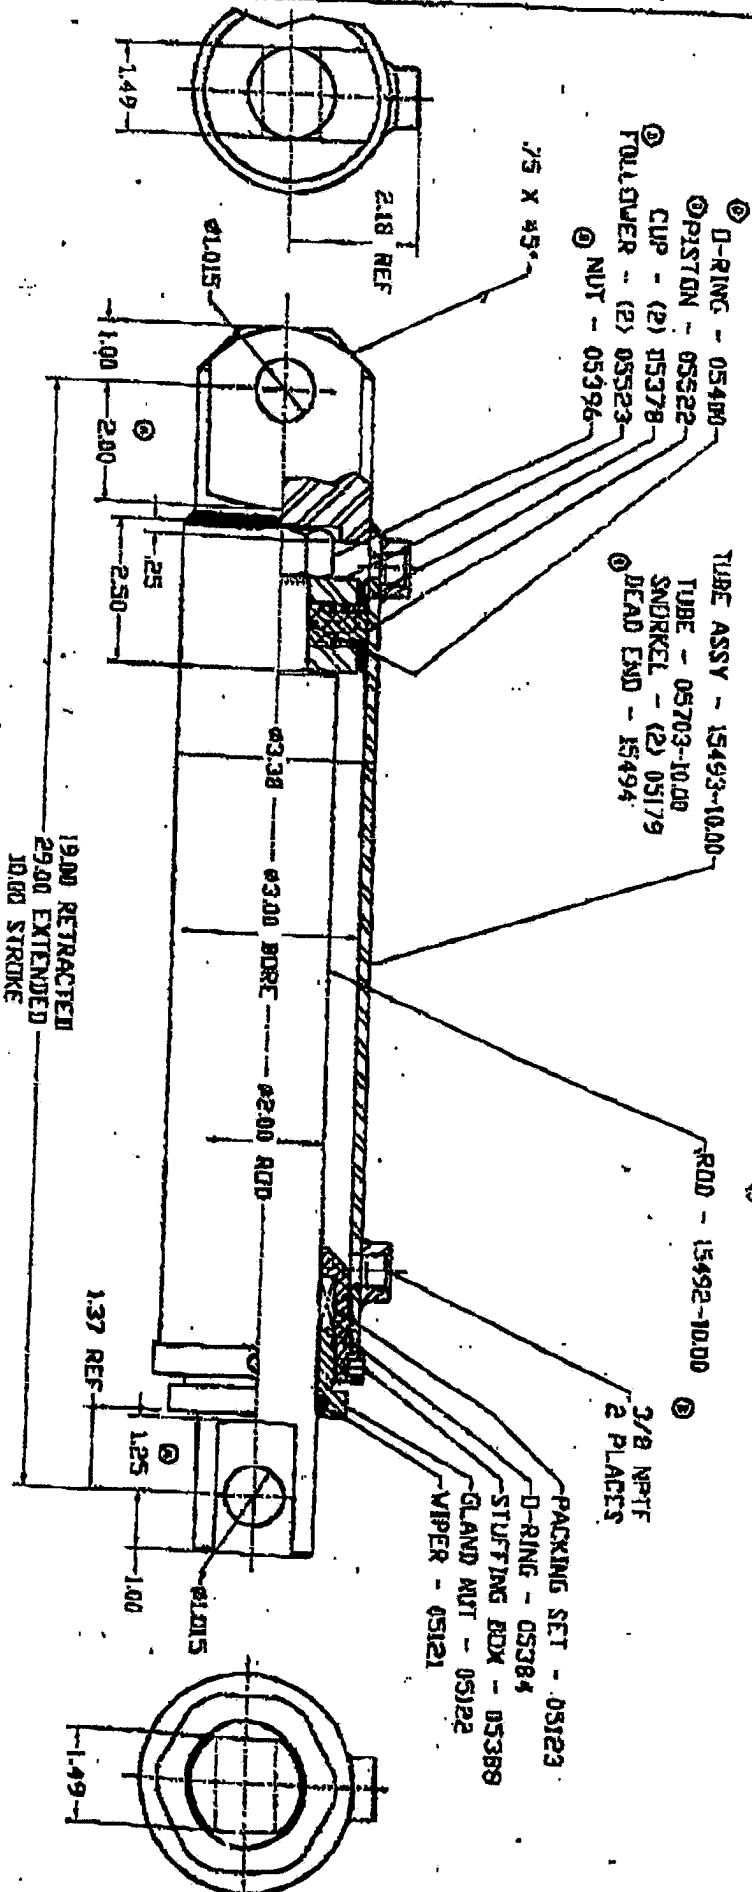 Ⓓ O-RING - 05400
Ⓓ PISTON - 05522
CUP - (2) 05378
Ⓓ FOLLOWER - (2) 05523
NUT - 05396
TUBE ASSY - 15493-10.00
TUBE - 05703-10.00
SNORKEL - (2) 05179
DEAD END - 15494
ROD - 15492-10.00
3/8 NPTF
2 PLACES
PACKING SET - 05123
O-RING - 05384
STUFFING BOX - 05388
GLAND NUT - 05122
WIPER - 05121
.75 X 45°
2.18 REF
1.49
ø1.015
1.00
2.00
.25
2.50
ø3.38
ø3.00 BORE
ø2.00 ROD
1.37 REF
1.25
1.00
ø1.015
1.49
19.00 RETRACTED
29.00 EXTENDED
10.00 STROKE